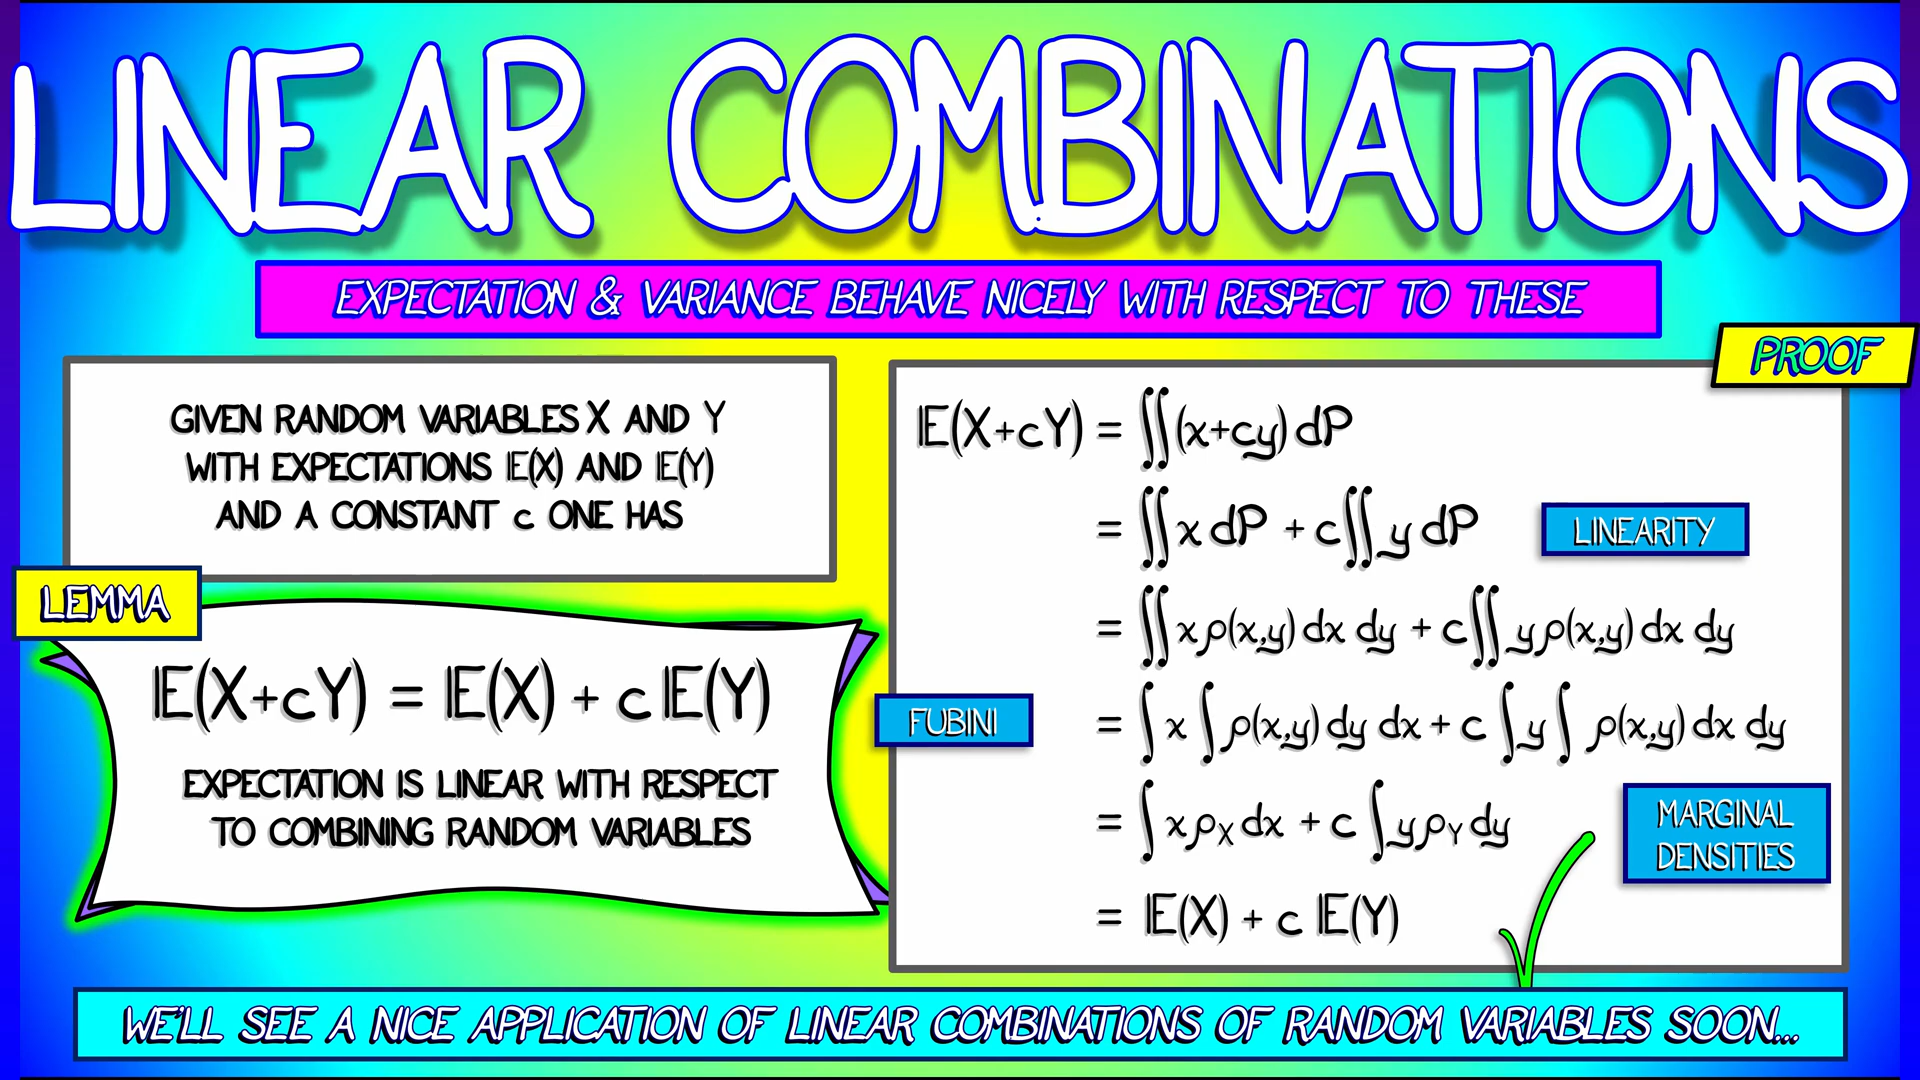 LINEAR COMBINATIONS
EXPECTATION & VARIANCE BEHAVE NICELY WITH RESPECT TO THESE
GIVEN RANDOM VARIABLES X AND Y
WITH EXPECTATIONS 𝔼(X) AND 𝔼(Y)
AND A CONSTANT c ONE HAS
LEMMA
𝔼(X+cY) = 𝔼(X) + c𝔼(Y)
EXPECTATION IS LINEAR WITH RESPECT
TO COMBINING RANDOM VARIABLES
PROOF
𝔼(X+cY) = ∬(x+cy) dP
= ∬ x dP + c∬ y dP
LINEARITY
= ∬ x ρ(x,y) dx dy + c∬ y ρ(x,y) dx dy
FUBINI
= ∫ x ∫ ρ(x,y) dy dx + c ∫ y ∫ ρ(x,y) dx dy
= ∫ x ρ_X dx + c ∫ y ρ_Y dy
MARGINAL
DENSITIES
= 𝔼(X) + c 𝔼(Y)
WE'LL SEE A NICE APPLICATION OF LINEAR COMBINATIONS OF RANDOM VARIABLES SOON...